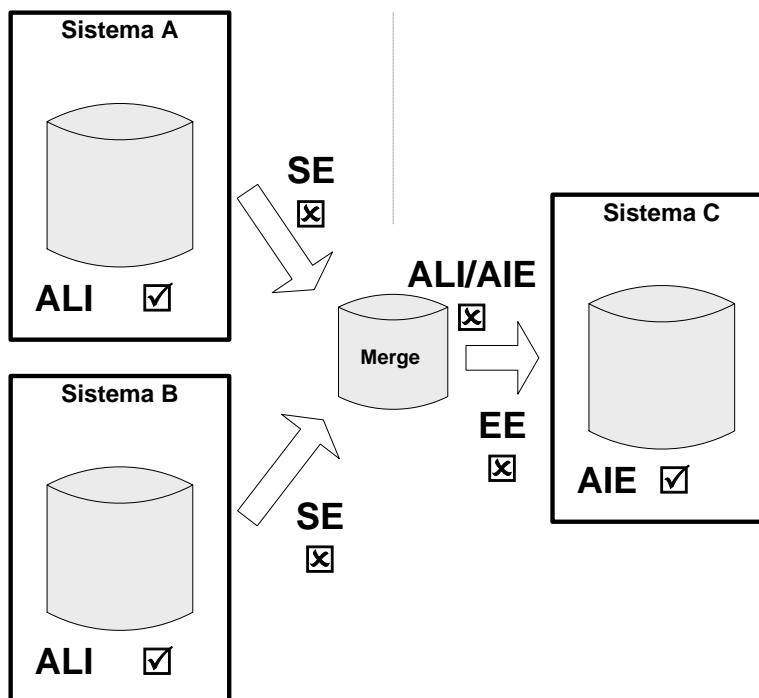 Sistema A
SE
ALI
Sistema C
ALI/AIE
Merge
Sistema B
EE
AIE
SE
ALI